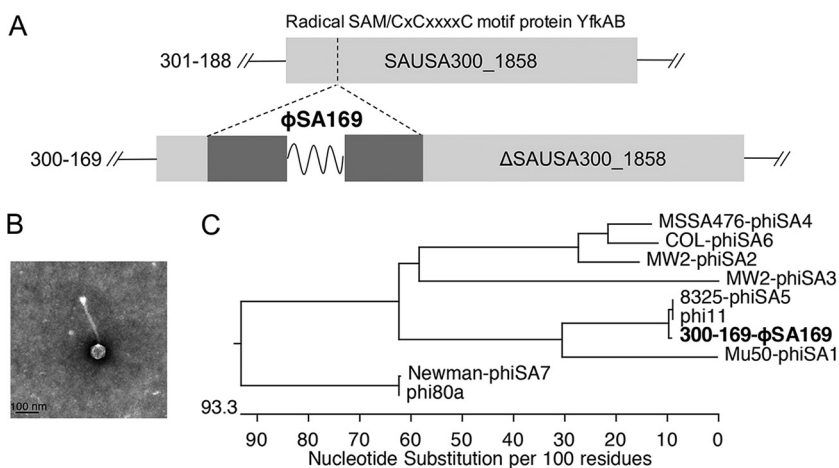 A
Radical SAM/CxCxxxxC motif protein YfkAB
301-188
SAUSA300_1858
ϕSA169
300-169
ΔSAUSA300_1858
B
100 nm
C
MSSA476-phiSA4
COL-phiSA6
MW2-phiSA2
MW2-phiSA3
8325-phiSA5
phi11
300-169-ϕSA169
Mu50-phiSA1
Newman-phiSA7
phi80a
93.3
90 80 70 60 50 40 30 20 10 0
Nucleotide Substitution per 100 residues